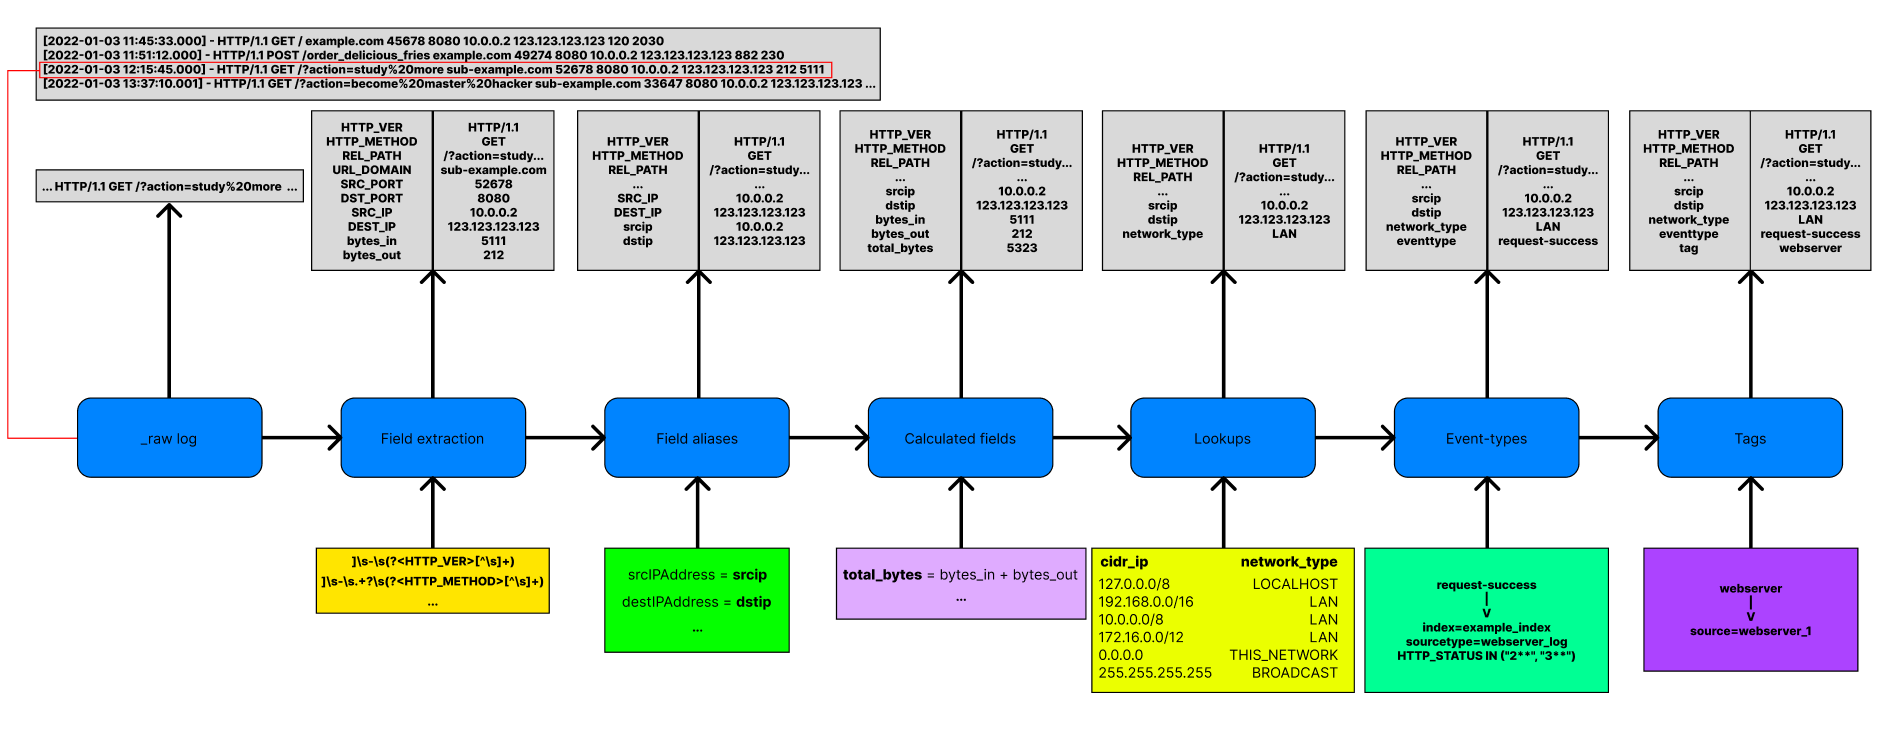 [2022-01-03 11:45:33.000] - HTTP/1.1 GET / example.com 45678 8080 10.0.0.2 123.123.123.123 120 2030
[2022-01-03 11:51:12.000] - HTTP/1.1 POST /order_delicious_fries example.com 49274 8080 10.0.0.2 123.123.123.123 882 230
[2022-01-03 12:15:45.000] - HTTP/1.1 GET /?action=study%20more sub-example.com 52678 8080 10.0.0.2 123.123.123.123 212 5111
[2022-01-03 13:37:10.001] - HTTP/1.1 GET /?action=become%20master%20hacker sub-example.com 33647 8080 10.0.0.2 123.123.123.123 ...
... HTTP/1.1 GET /?action=study%20more ...
HTTP_VER HTTP/1.1
HTTP_METHOD GET
REL_PATH /?action=study...
URL_DOMAIN sub-example.com
SRC_PORT 52678
DST_PORT 8080
SRC_IP 10.0.0.2
DEST_IP 123.123.123.123
bytes_in 5111
bytes_out 212
HTTP_VER HTTP/1.1
HTTP_METHOD GET
REL_PATH /?action=study...
... ...
SRC_IP 10.0.0.2
DEST_IP 123.123.123.123
srcip 10.0.0.2
dstip 123.123.123.123
HTTP_VER HTTP/1.1
HTTP_METHOD GET
REL_PATH /?action=study...
... ...
srcip 10.0.0.2
dstip 123.123.123.123
bytes_in 5111
bytes_out 212
total_bytes 5323
HTTP_VER HTTP/1.1
HTTP_METHOD GET
REL_PATH /?action=study...
... ...
srcip 10.0.0.2
dstip 123.123.123.123
network_type LAN
HTTP_VER HTTP/1.1
HTTP_METHOD GET
REL_PATH /?action=study...
... ...
srcip 10.0.0.2
dstip 123.123.123.123
network_type LAN
eventtype request-success
HTTP_VER HTTP/1.1
HTTP_METHOD GET
REL_PATH /?action=study...
... ...
srcip 10.0.0.2
dstip 123.123.123.123
network_type LAN
eventtype request-success
tag webserver
_raw log
Field extraction
Field aliases
Calculated fields
Lookups
Event-types
Tags
]\s-\s(?<HTTP_VER>[^\s]+)
]\s-\s.+?\s(?<HTTP_METHOD>[^\s]+)
...
srcIPAddress = srcip
destIPAddress = dstip
...
total_bytes = bytes_in + bytes_out
...
cidr_ip network_type
127.0.0.0/8 LOCALHOST
192.168.0.0/16 LAN
10.0.0.0/8 LAN
172.16.0.0/12 LAN
0.0.0.0 THIS_NETWORK
255.255.255.255 BROADCAST
request-success
|
V
index=example_index
sourcetype=webserver_log
HTTP_STATUS IN ("2**", "3**")
webserver
|
V
source=webserver_1